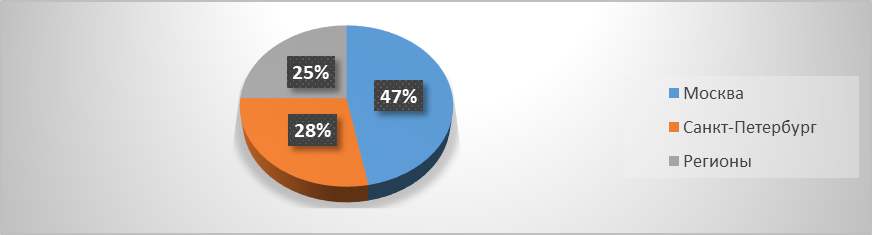 25%
47%
28%
Москва
Санкт-Петербург
Регионы